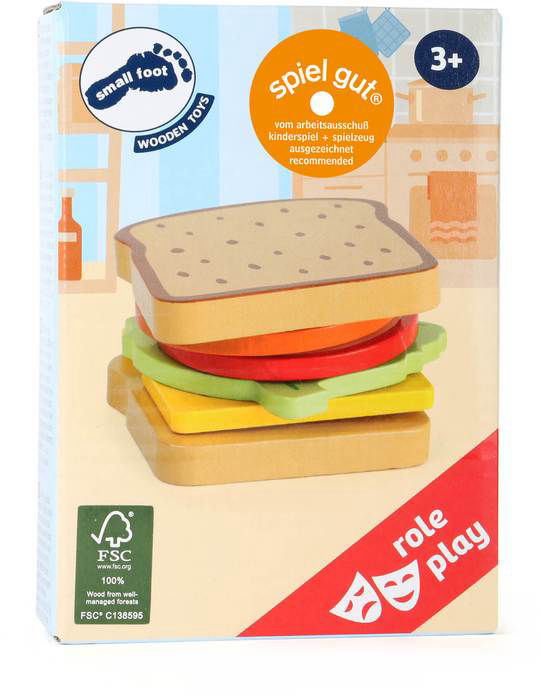 small foot
WOODEN TOYS
spiel gut®
vom arbeitsausschuß
kinderspiel + spielzeug
ausgezeichnet
recommended
3+
FSC
www.fsc.org
100%
Wood from well-
managed forests
FSC® C138595
role
play